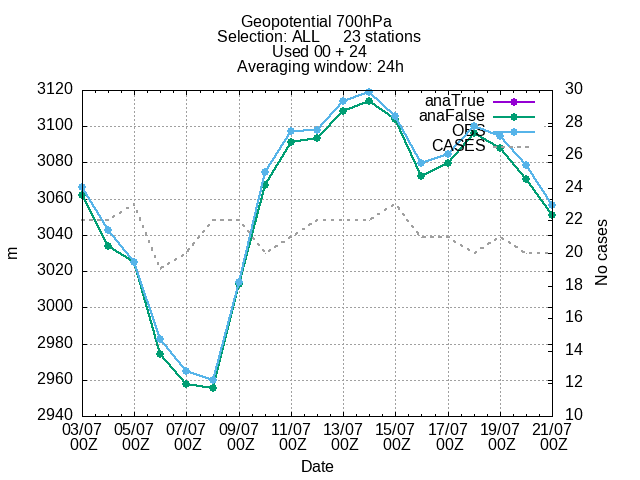 Geopotential 700hPa
Selection: ALL 23 stations
Used 00 + 24
Averaging window: 24h
3120
3100
3080
3060
3040
3020
3000
2980
2960
2940
m
30
28
26
24
22
20
18
16
14
12
10
No cases
anaTrue
anaFalse
OBS
CASES
03/07 05/07 07/07 09/07 11/07 13/07 15/07 17/07 19/07 21/07
00Z 00Z 00Z 00Z 00Z 00Z 00Z 00Z 00Z 00Z
Date